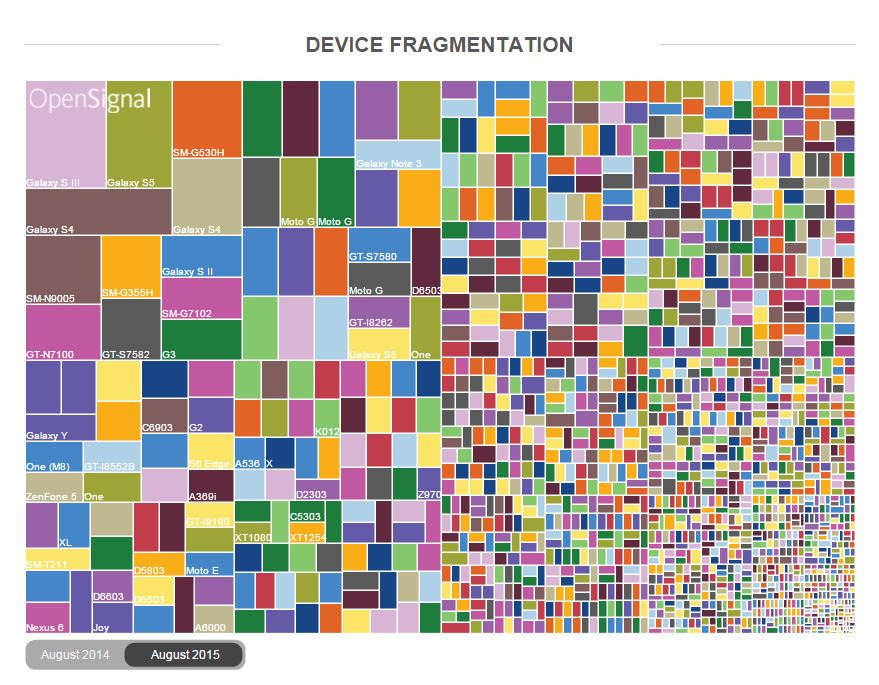 DEVICE FRAGMENTATION
OpenSignal
Galaxy S III
Galaxy S5
SM-G530H
Galaxy Note 3
Galaxy S4
Galaxy S4
Moto G
Moto G
Galaxy S II
GT-S7580
SM-N9005
SM-G355H
Moto G
D6503
SM-G7102
GT-I8262
GT-N7100
GT-S7582
G3
Galaxy S5
One
Galaxy Y
C6903
G2
K012
One (M8)
GT-I8552B
S6 Edge
A536
X
ZenFone 5
One
A369i
D2303
Z970
XL
GT-I9190
C5303
XT1080
XT1254
SM-T211
D5803
Moto E
D6603
D5503
Nexus 6
Joy
A6000
August 2014
August 2015